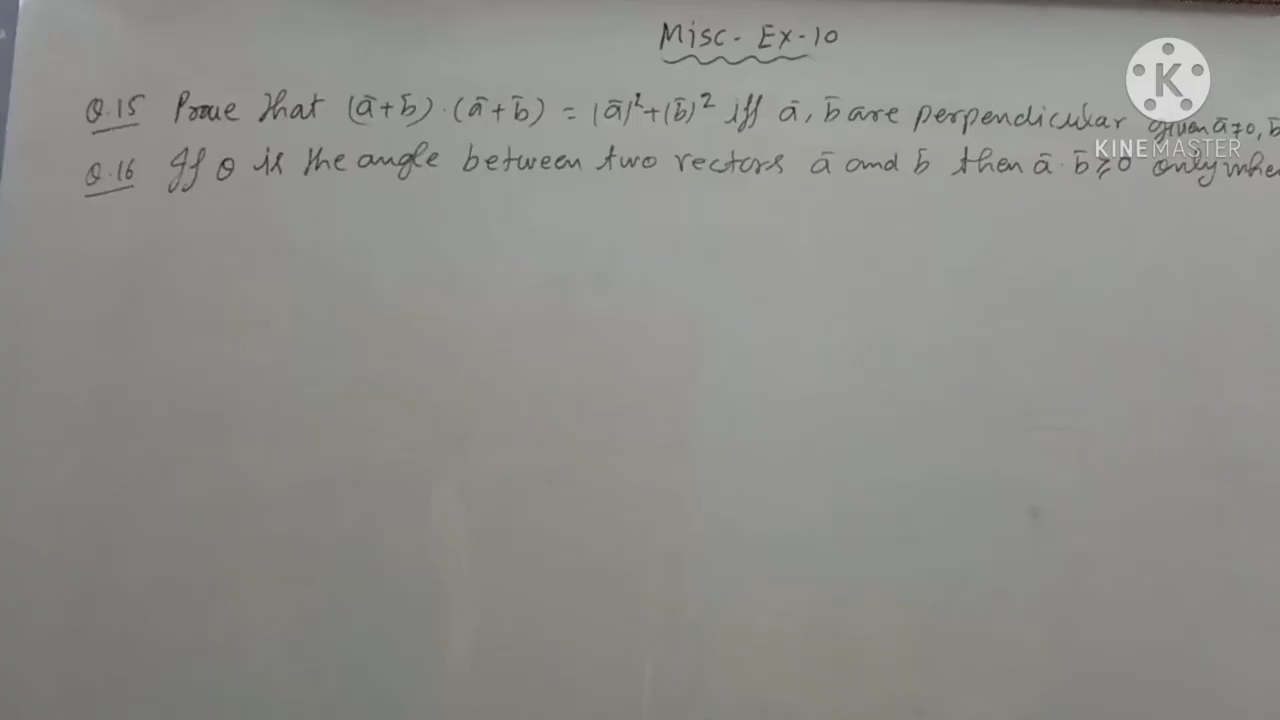 Misc - Ex-10
Q.15 Prove that (ā+b̄)·(ā+b̄) = |ā|²+|b̄|² iff ā, b̄ are perpendicular given ā≠0, b̄
Q.16 If θ is the angle between two vectors ā and b̄ then ā·b̄ ≥ 0 only when
K
KINEMASTER